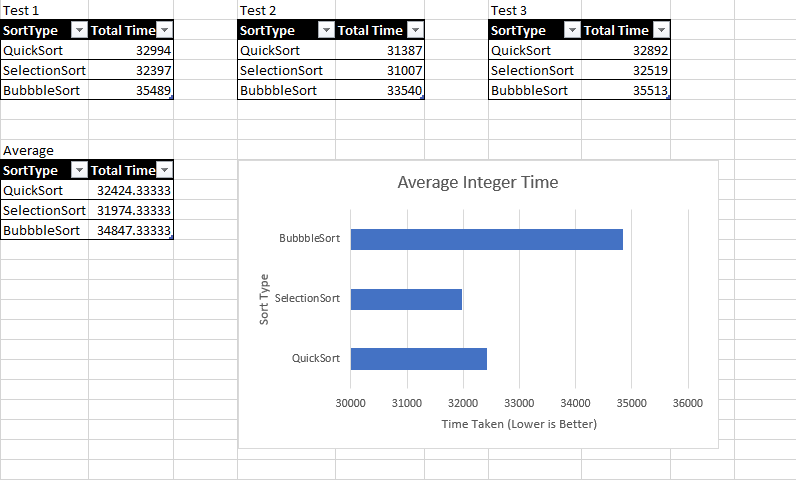 Test 1 Test 2 Test 3
SortType Total Time SortType Total Time SortType Total Time
QuickSort 32994 QuickSort 31387 QuickSort 32892
SelectionSort 32397 SelectionSort 31007 SelectionSort 32519
BubbbleSort 35489 BubbbleSort 33540 BubbbleSort 35513
Average
SortType Total Time
QuickSort 32424.33333
SelectionSort 31974.33333
BubbbleSort 34847.33333
Average Integer Time
BubbbleSort
SelectionSort
QuickSort
Sort Type
30000 31000 32000 33000 34000 35000 36000
Time Taken (Lower is Better)